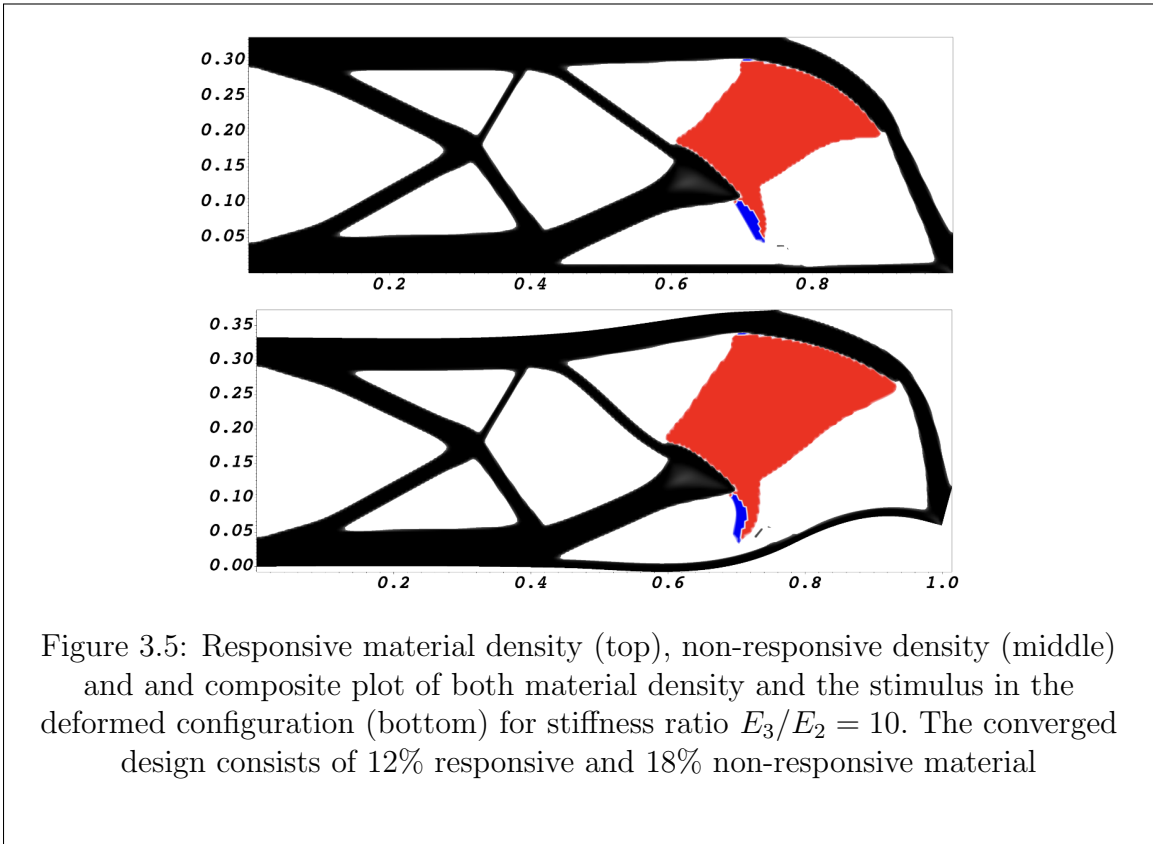 0.30
0.25
0.20
0.15
0.10
0.05
0.2 0.4 0.6 0.8
0.35
0.30
0.25
0.20
0.15
0.10
0.05
0.00
0.2 0.4 0.6 0.8 1.0
Figure 3.5: Responsive material density (top), non-responsive density (middle)
and and composite plot of both material density and the stimulus in the
deformed configuration (bottom) for stiffness ratio E₃/E₂ = 10. The converged
design consists of 12% responsive and 18% non-responsive material